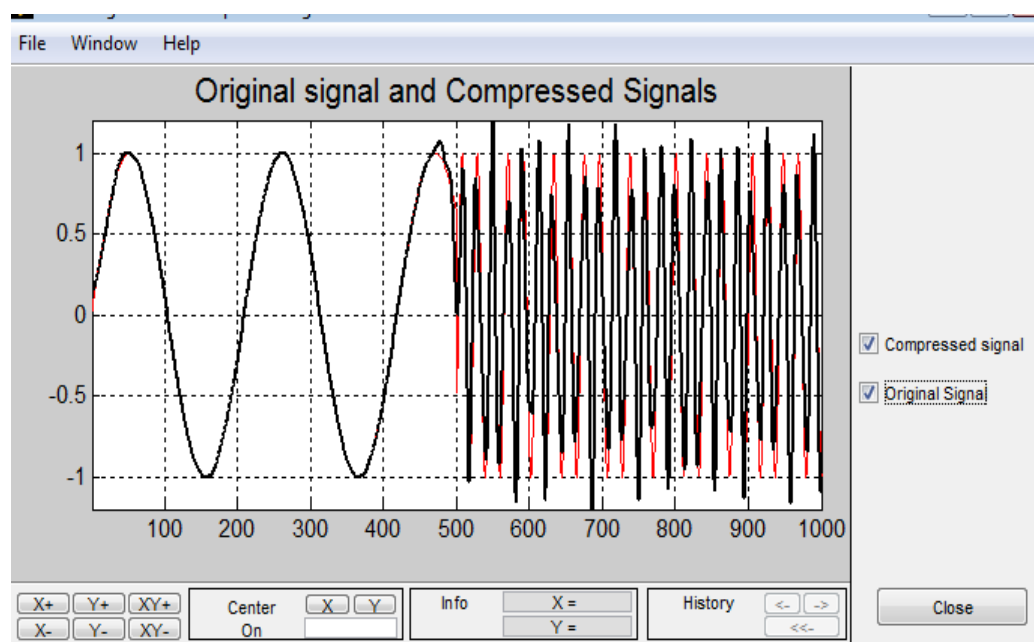 File Window Help
Original signal and Compressed Signals
1
0.5
0
-0.5
-1
100 200 300 400 500 600 700 800 900 1000
Compressed signal
Original Signal
X+ Y+ XY+
X- Y- XY-
Center
On
X Y
Info
X =
Y =
History
<- ->
<<-
Close